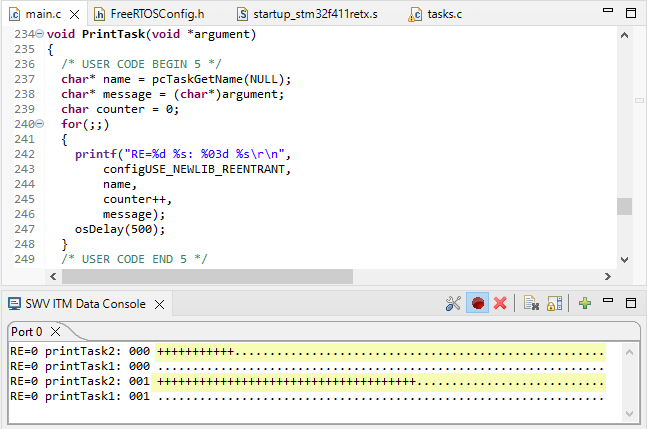 main.c
FreeRTOSConfig.h
startup_stm32f411retx.s
tasks.c
234 void PrintTask(void *argument)
235 {
236   /* USER CODE BEGIN 5 */
237   char* name = pcTaskGetName(NULL);
238   char* message = (char*)argument;
239   char counter = 0;
240   for(;;)
241   {
242     printf("RE=%d %s: %03d %s\r\n",
243         configUSE_NEWLIB_REENTRANT,
244         name,
245         counter++,
246         message);
247     osDelay(500);
248   }
249   /* USER CODE END 5 */
SWV ITM Data Console
Port 0
RE=0 printTask2: 000 +++++++++++.....................................................
RE=0 printTask1: 000 ................................................................
RE=0 printTask2: 001 +++++++++++++++++++++++++++++++++++++...........................
RE=0 printTask1: 001 ................................................................